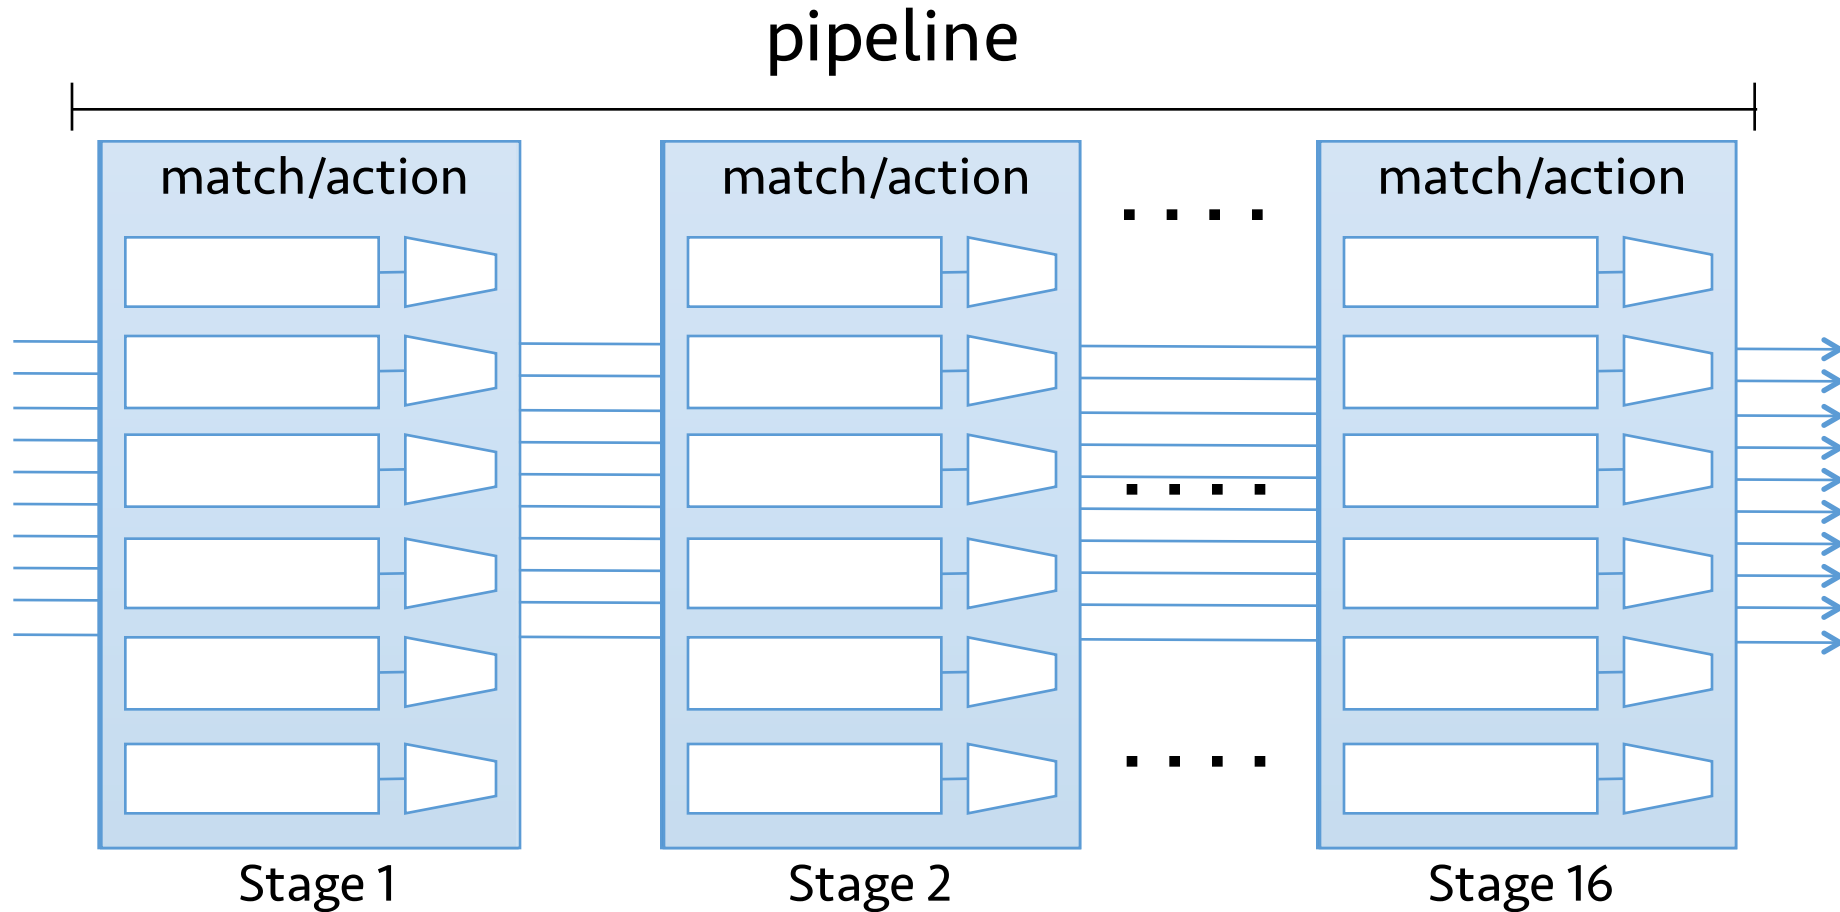 pipeline
match/action
match/action
. . . .
match/action
. . . .
. . . .
Stage 1
Stage 2
Stage 16